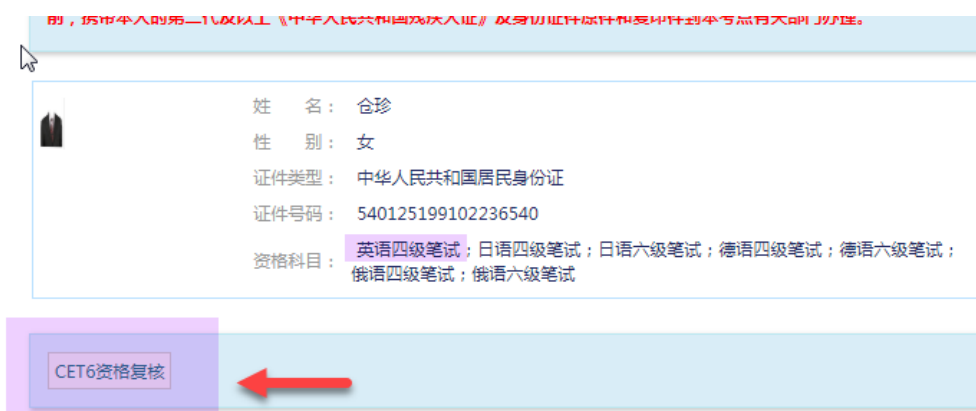 前，携带本人的第二代及以上《中华人民共和国残疾人证》及身份证件原件和复印件到本考点有关部门办理。
姓 名： 仓珍
性 别： 女
证件类型： 中华人民共和国居民身份证
证件号码： 540125199102236540
资格科目： 英语四级笔试；日语四级笔试；日语六级笔试；德语四级笔试；德语六级笔试；
俄语四级笔试；俄语六级笔试
CET6资格复核